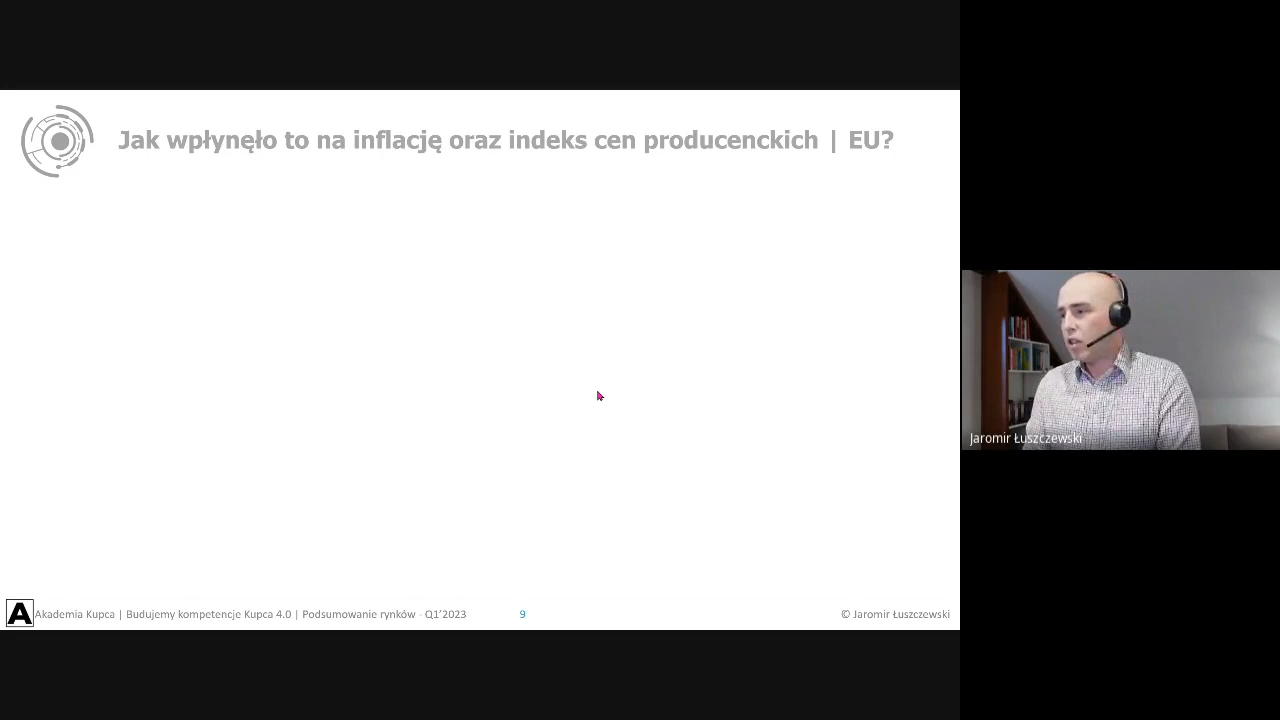 Jak wpłynęło to na inflację oraz indeks cen producenckich | EU?
Jaromir Łuszczewski
A
Akademia Kupca | Budujemy kompetencje Kupca 4.0 | Podsumowanie rynków - Q1'2023
9
© Jaromir Łuszczewski